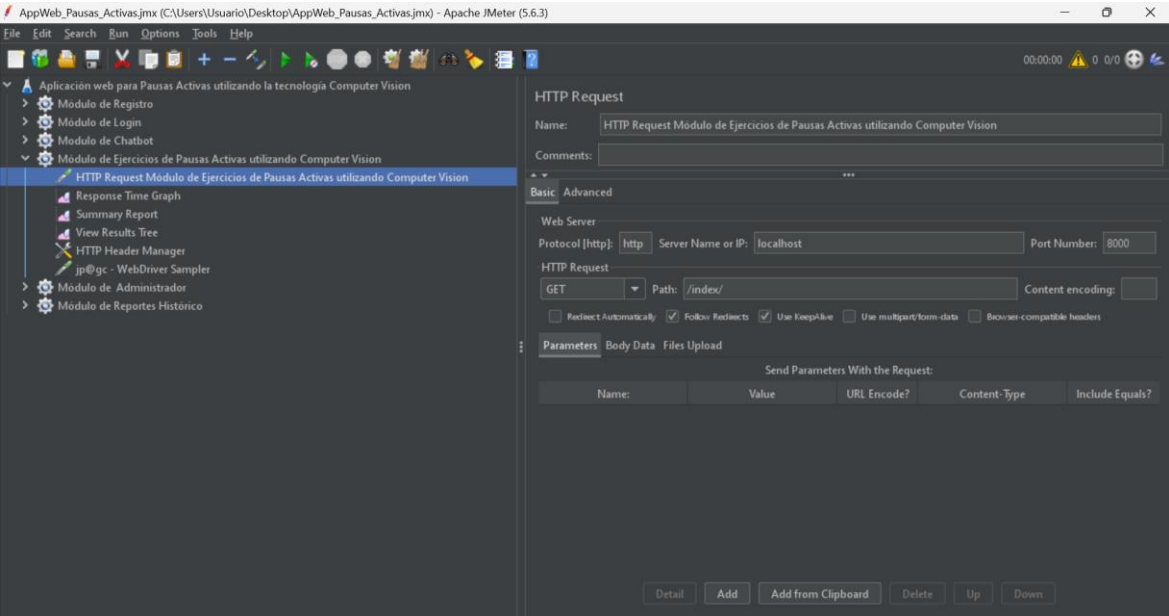 AppWeb_Pausas_Activas.jmx (C:\Users\Usuario\Desktop\AppWeb_Pausas_Activas.jmx) - Apache JMeter (5.6.3)
File Edit Search Run Options Tools Help
00:00:00 0 0/0
Aplicación web para Pausas Activas utilizando la tecnología Computer Vision
Módulo de Registro
Módulo de Login
Modulo de Chatbot
Módulo de Ejercicios de Pausas Activas utilizando Computer Vision
HTTP Request Módulo de Ejercicios de Pausas Activas utilizando Computer Vision
Response Time Graph
Summary Report
View Results Tree
HTTP Header Manager
jp@gc - WebDriver Sampler
Módulo de Administrador
Módulo de Reportes Histórico
HTTP Request
Name: HTTP Request Módulo de Ejercicios de Pausas Activas utilizando Computer Vision
Comments:
Basic Advanced
Web Server
Protocol [http]: http Server Name or IP: localhost Port Number: 8000
HTTP Request
GET Path: /index/ Content encoding:
Redirect Automatically Follow Redirects Use KeepAlive Use multipart/form-data Browser-compatible headers
Parameters Body Data Files Upload
Send Parameters With the Request:
Name: Value URL Encode? Content-Type Include Equals?
Detail Add Add from Clipboard Delete Up Down